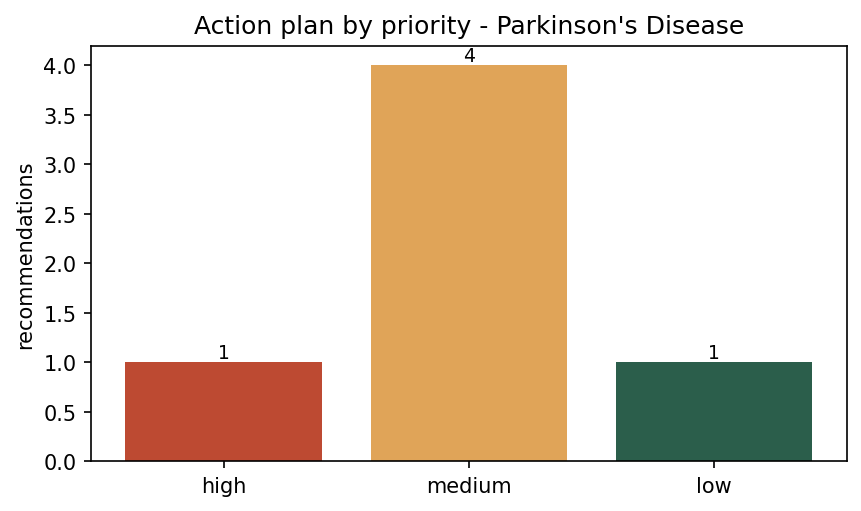 Action plan by priority - Parkinson's Disease
recommendations
4.0
3.5
3.0
2.5
2.0
1.5
1.0
0.5
0.0
1
4
1
high
medium
low